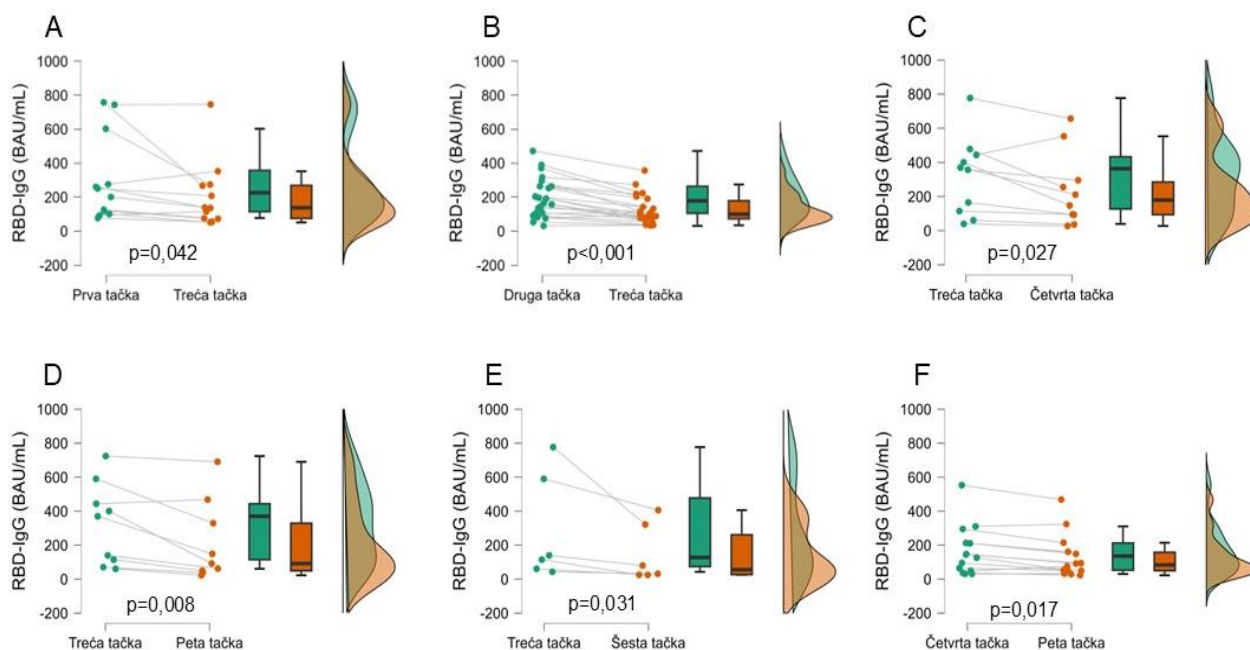 A
RBD-IgG (BAU/mL)
1000
800
600
400
200
0
-200
p=0,042
Prva tačka Treća tačka
B
RBD-IgG (BAU/mL)
1000
800
600
400
200
0
-200
p<0,001
Druga tačka Treća tačka
C
RBD-IgG (BAU/mL)
1000
800
600
400
200
0
-200
p=0,027
Treća tačka Četvrta tačka
D
RBD-IgG (BAU/mL)
1000
800
600
400
200
0
-200
p=0,008
Treća tačka Peta tačka
E
RBD-IgG (BAU/mL)
1000
800
600
400
200
0
-200
p=0,031
Treća tačka Šesta tačka
F
RBD-IgG (BAU/mL)
1000
800
600
400
200
0
-200
p=0,017
Četvrta tačka Peta tačka